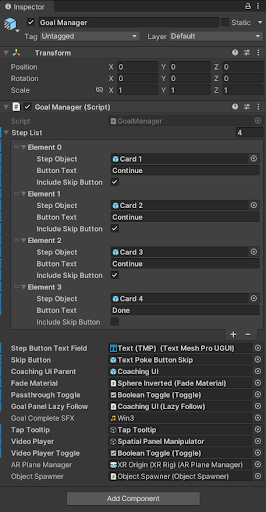 Inspector
Goal Manager
Static
Tag Untagged Layer Default
Transform
Position X 0 Y 0 Z 0
Rotation X 0 Y 0 Z 0
Scale X 1 Y 1 Z 1
Goal Manager (Script)
Script GoalManager
Step List 4
Element 0
Step Object Card 1
Button Text Continue
Include Skip Button
Element 1
Step Object Card 2
Button Text Continue
Include Skip Button
Element 2
Step Object Card 3
Button Text Continue
Include Skip Button
Element 3
Step Object Card 4
Button Text Done
Include Skip Button
+ −
Step Button Text Field Text (TMP) (Text Mesh Pro UGUI)
Skip Button Text Poke Button Skip
Coaching UI Parent Coaching UI
Fade Material Sphere Inverted (Fade Material)
Passthrough Toggle Boolean Toggle (Toggle)
Goal Panel Lazy Follow Coaching UI (Lazy Follow)
Goal Complete SFX Win3
Tap Tooltip Tap Tooltip
Video Player Spatial Panel Manipulator
Video Player Toggle Boolean Toggle (Toggle)
AR Plane Manager XR Origin (XR Rig) (AR Plane Manager)
Object Spawner Object Spawner (Object Spawner)
Add Component